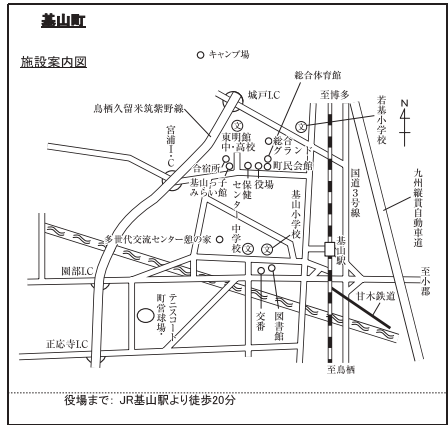 基山町
施設案内図
キャンプ場
総合体育館
城戸I.C
至博多
若基小学校
N
鳥栖久留米筑紫野線
東明館
中・高校
総合
グランド
宮浦I・C
合宿所
町民会館
基山っ子
みらい館
保健
センター
役場
国道3号線
九州縦貫自動車道
基山小学校
中学校
多世代交流センター憩の家
基山駅
園部I.C
至小郡
甘木鉄道
テニスコート
町営球場・
交番
図書館
正応寺I.C
至鳥栖
役場まで: JR基山駅より徒歩20分